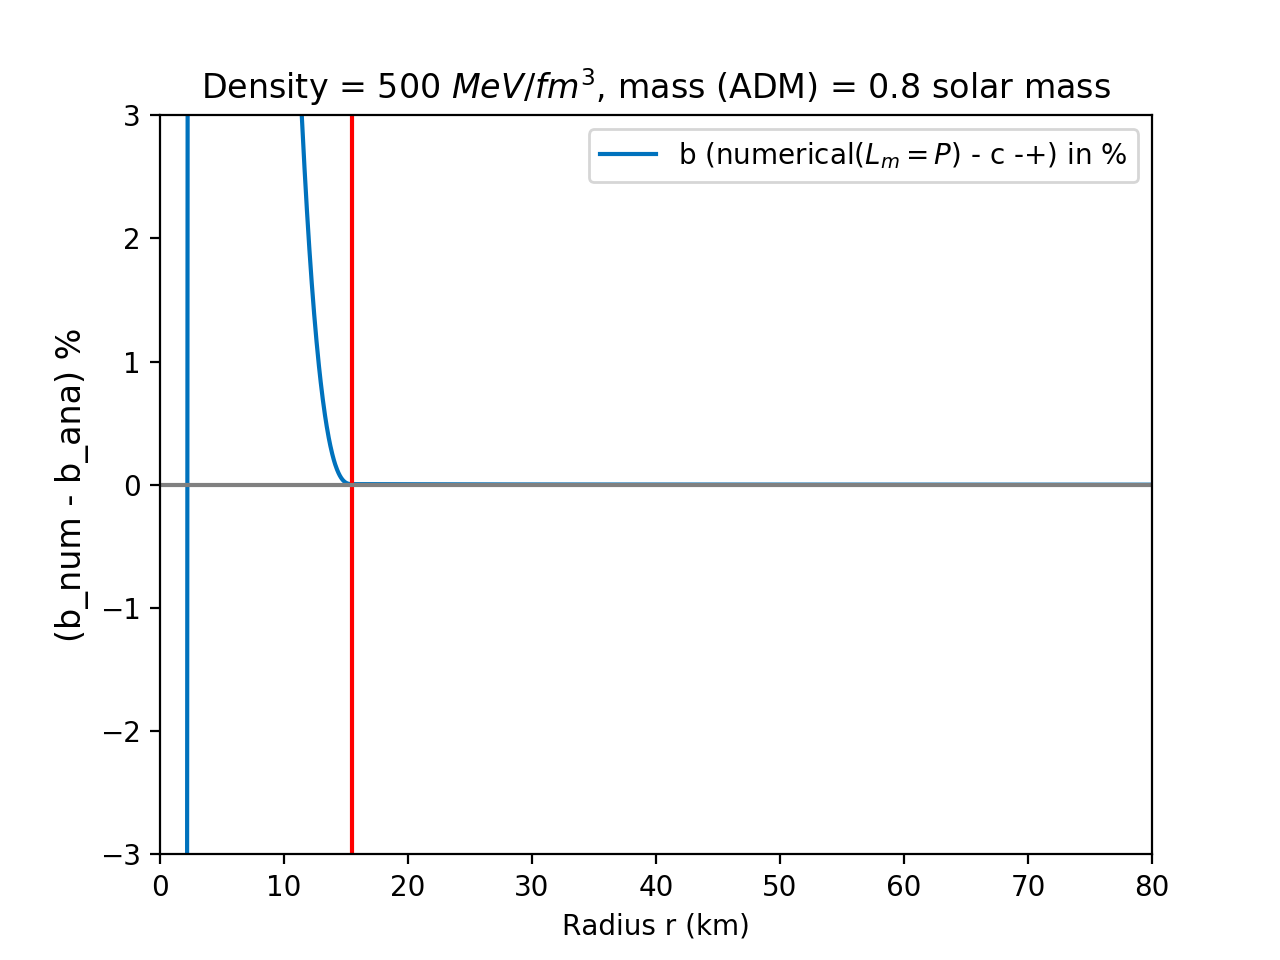 Density = 500 MeV/fm³, mass (ADM) = 0.8 solar mass
b (numerical(Lₘ = P) - c -+) in %
(b_num - b_ana) %
3
2
1
0
−1
−2
−3
0 10 20 30 40 50 60 70 80
Radius r (km)